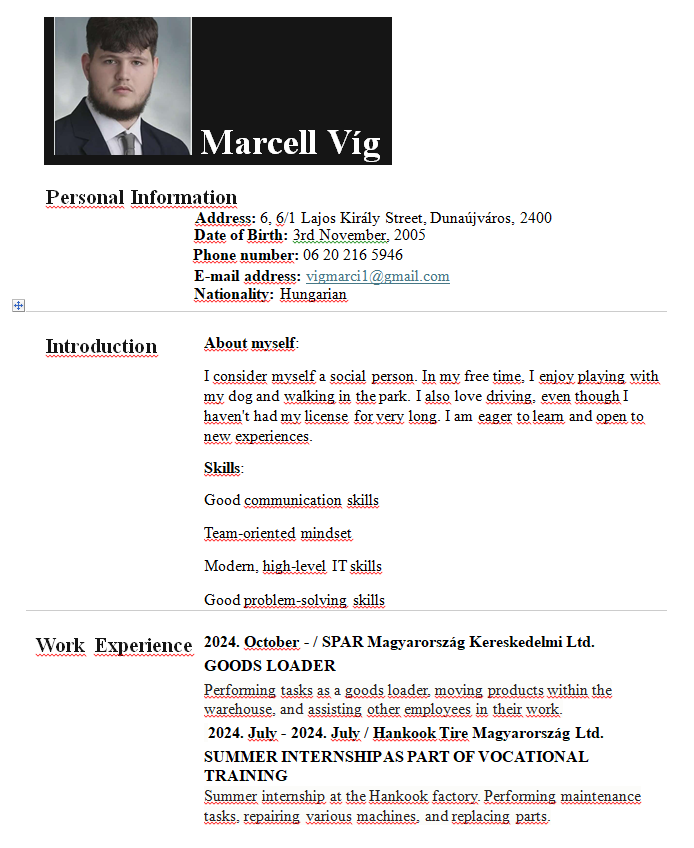 Marcell Víg
Personal Information
Address: 6, 6/1 Lajos Király Street, Dunaújváros, 2400
Date of Birth: 3rd November, 2005
Phone number: 06 20 216 5946
E-mail address: vigmarci1@gmail.com
Nationality: Hungarian
Introduction
About myself:
I consider myself a social person. In my free time, I enjoy playing with
my dog and walking in the park. I also love driving, even though I
haven't had my license for very long. I am eager to learn and open to
new experiences.
Skills:
Good communication skills
Team-oriented mindset
Modern, high-level IT skills
Good problem-solving skills
Work Experience
2024. October - / SPAR Magyarország Kereskedelmi Ltd.
GOODS LOADER
Performing tasks as a goods loader, moving products within the
warehouse, and assisting other employees in their work.
2024. July - 2024. July / Hankook Tire Magyarország Ltd.
SUMMER INTERNSHIP AS PART OF VOCATIONAL
TRAINING
Summer internship at the Hankook factory. Performing maintenance
tasks, repairing various machines, and replacing parts.